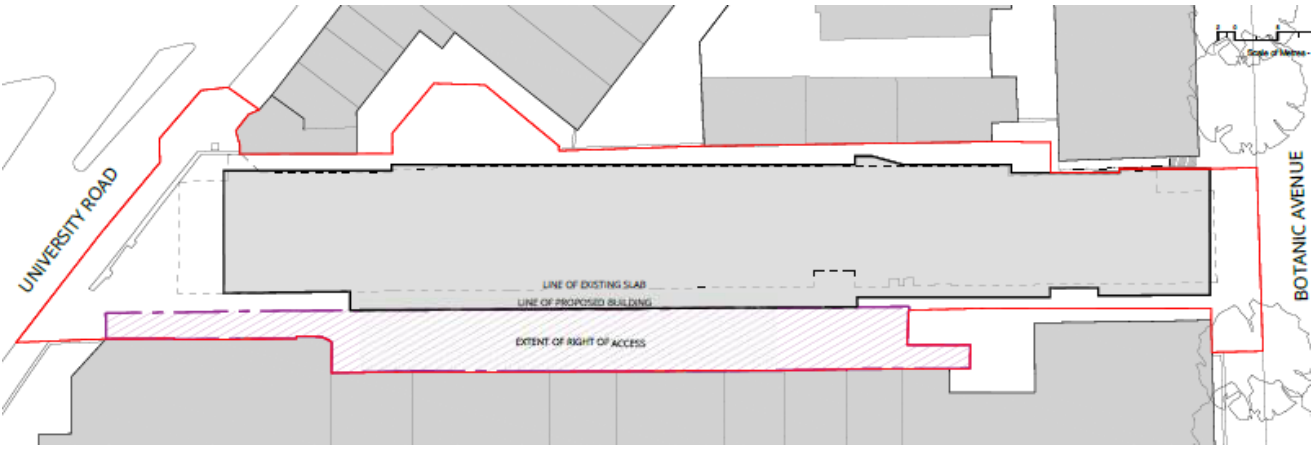 Scale of Metres -
UNIVERSITY ROAD
BOTANIC AVENUE
LINE OF EXISTING SLAB
LINE OF PROPOSED BUILDING
EXTENT OF RIGHT OF ACCESS